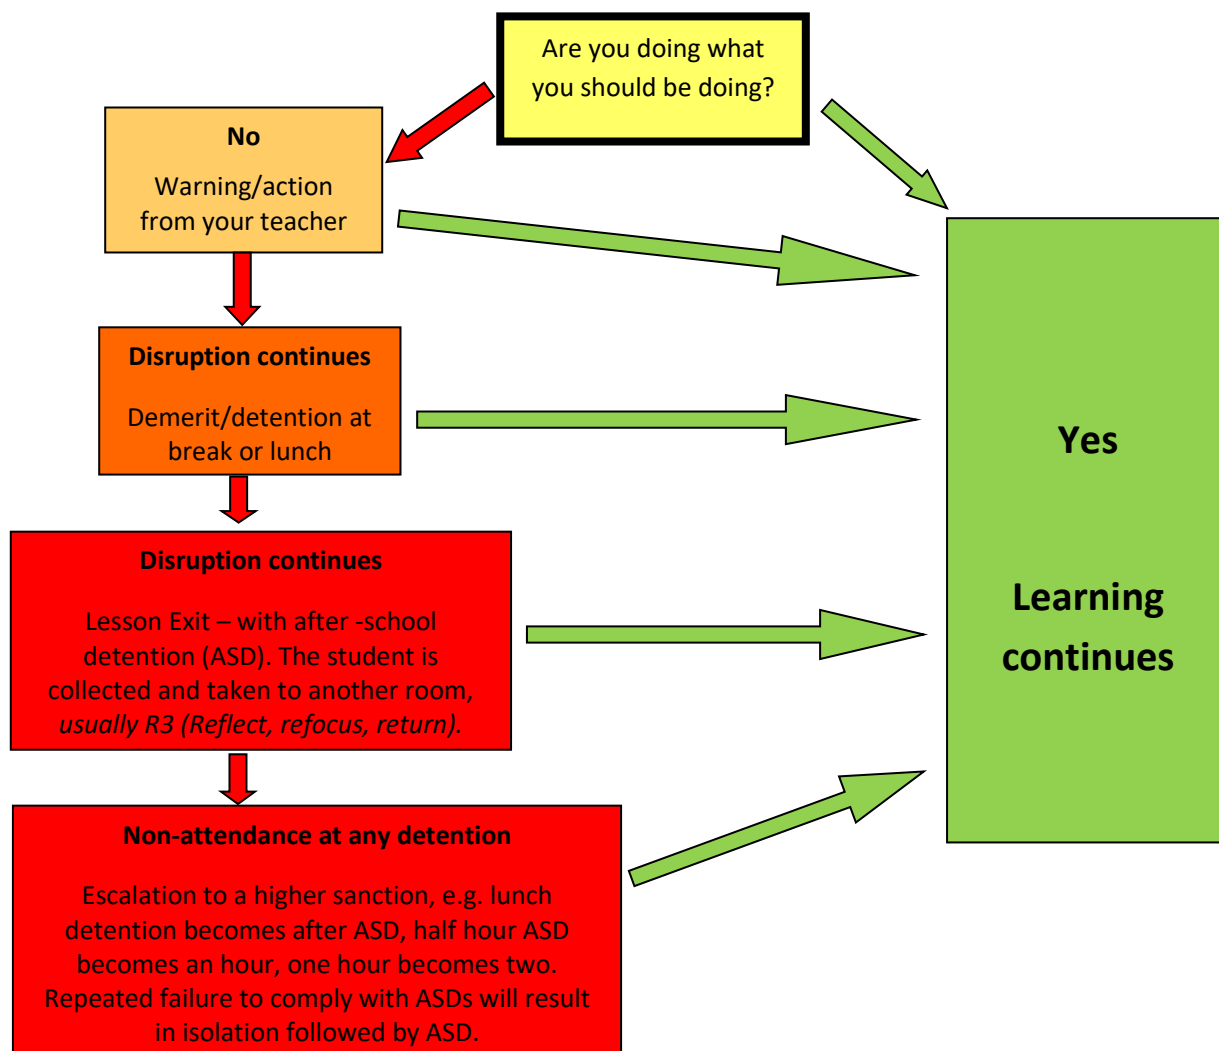 Are you doing what
you should be doing?
No
Warning/action
from your teacher
Disruption continues
Demerit/detention at
break or lunch
Disruption continues
Lesson Exit – with after -school
detention (ASD). The student is
collected and taken to another room,
usually R3 (Reflect, refocus, return).
Non-attendance at any detention
Escalation to a higher sanction, e.g. lunch
detention becomes after ASD, half hour ASD
becomes an hour, one hour becomes two.
Repeated failure to comply with ASDs will result
in isolation followed by ASD.
Yes
Learning
continues